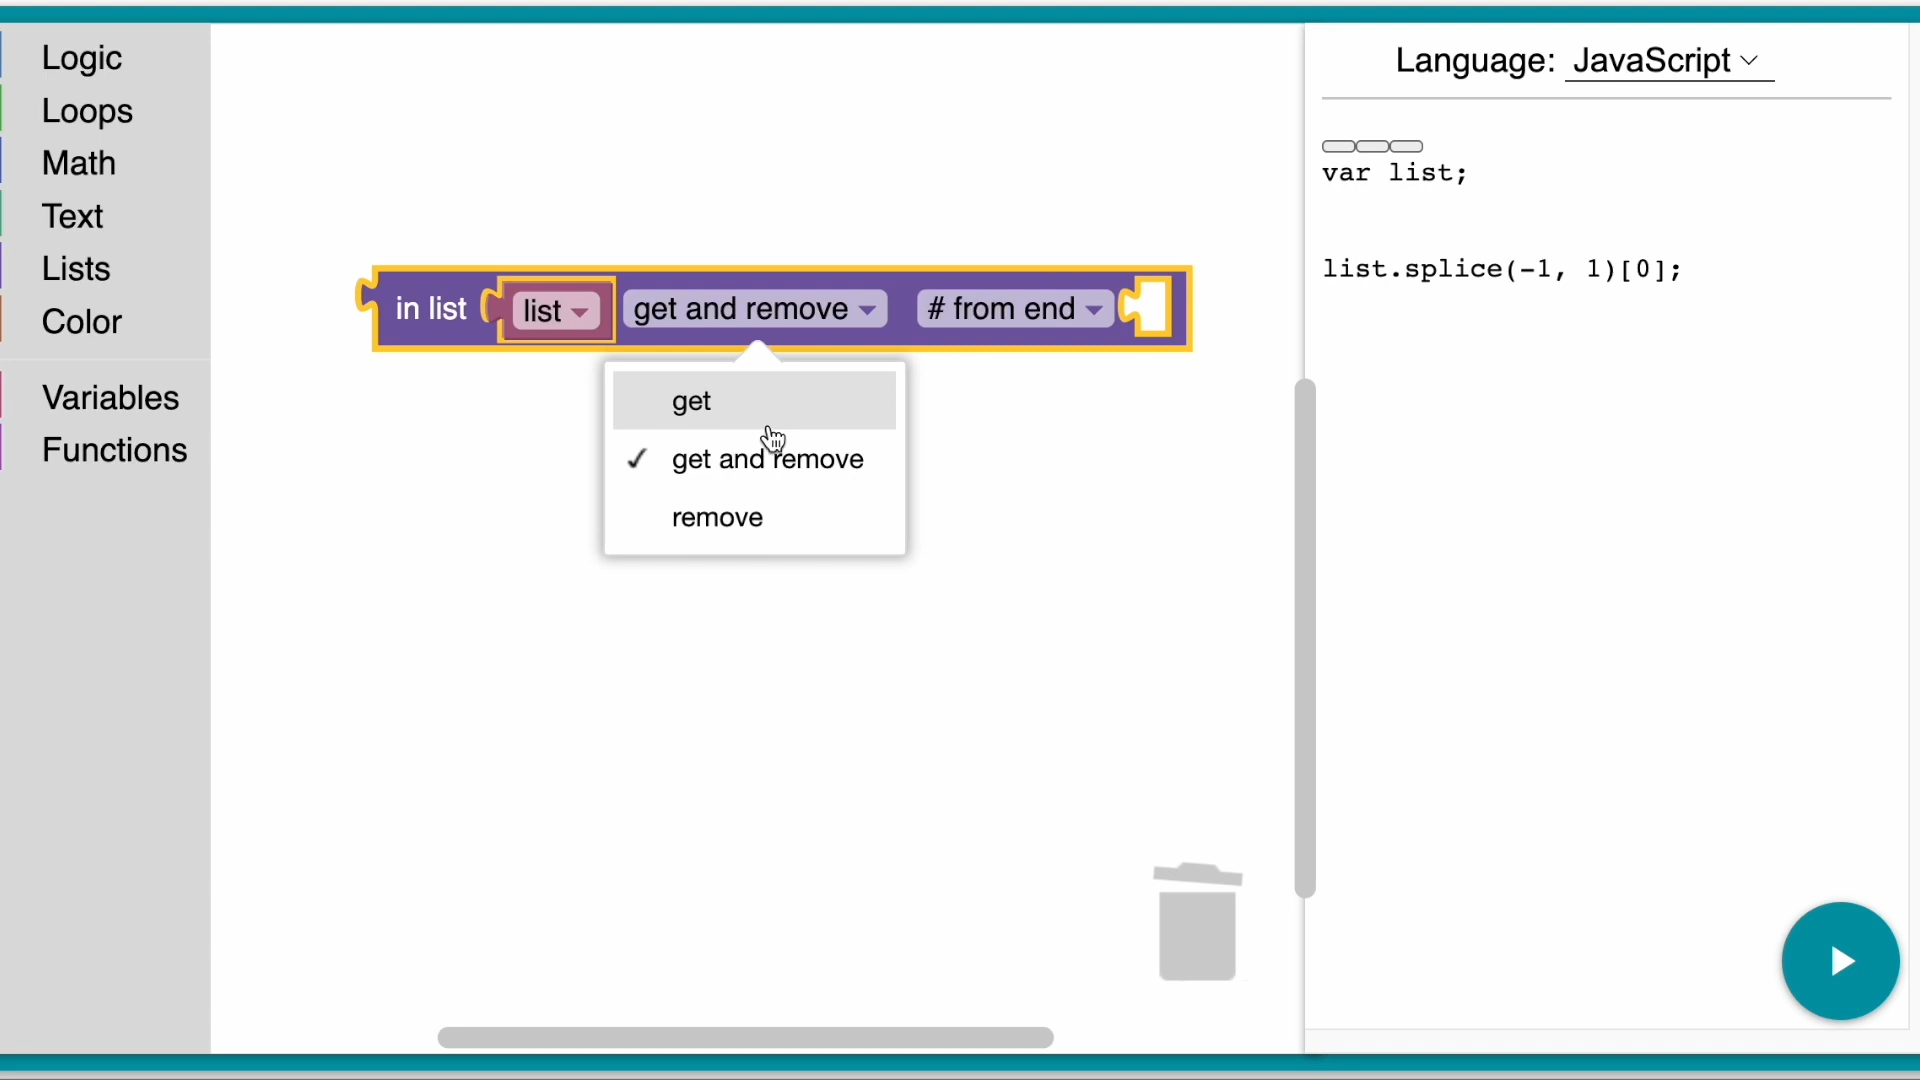 Logic
Loops
Math
Text
Lists
Color
Variables
Functions
in list list get and remove # from end
get
✓ get and remove
remove
Language: JavaScript
var list;
list.splice(-1, 1)[0];